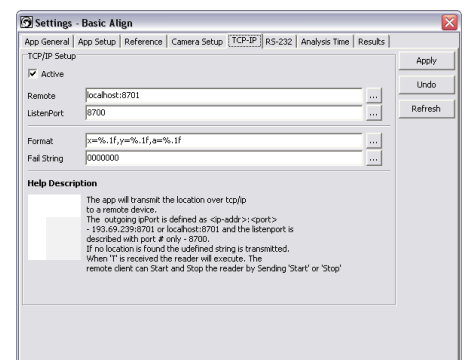 Settings - Basic Align
App General App Setup Reference Camera Setup TCP-IP RS-232 Analysis Time Results
TCP/IP Setup
Active
Remote localhost:8701 ...
ListenPort 8700 ...
Format x=%.1f,y=%.1f,a=%.1f ...
Fail String 0000000 ...
Apply
Undo
Refresh
Help Description
The app will transmit the location over tcp/ip
to a remote device.
The outgoing ipPort is defined as <ip-addr>:<port>
- 193.69.239:8701 or localhost:8701 and the listenport is
described with port # only - 8700.
If no location is found the udefined string is transmitted.
When 'T' is received the reader will execute. The
remote client can Start and Stop the reader by Sending 'Start' or 'Stop'